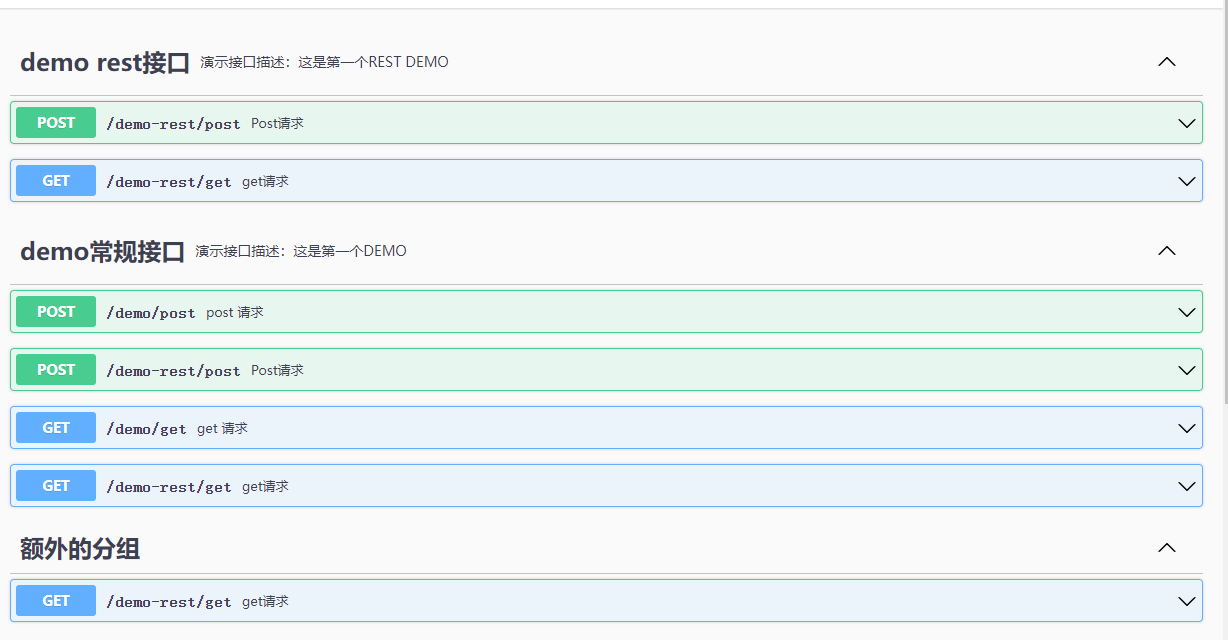 demo rest接口 演示接口描述：这是第一个REST DEMO
POST /demo-rest/post Post请求
GET /demo-rest/get get请求
demo常规接口 演示接口描述：这是第一个DEMO
POST /demo/post post 请求
POST /demo-rest/post Post请求
GET /demo/get get 请求
GET /demo-rest/get get请求
额外的分组
GET /demo-rest/get get请求